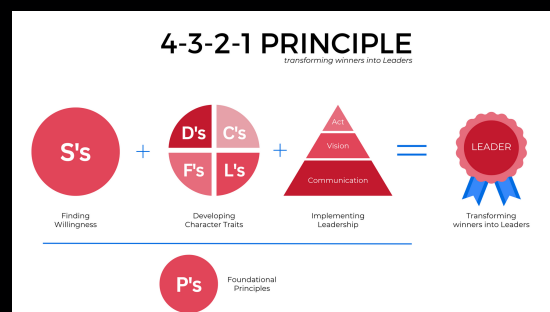 4-3-2-1 PRINCIPLE
transforming winners into Leaders
S's
+
D's
C's
F's
L's
+
Act
Vision
Communication
=
LEADER
Finding
Willingness
Developing
Character Traits
Implementing
Leadership
Transforming
winners into Leaders
P's
Foundational
Principles